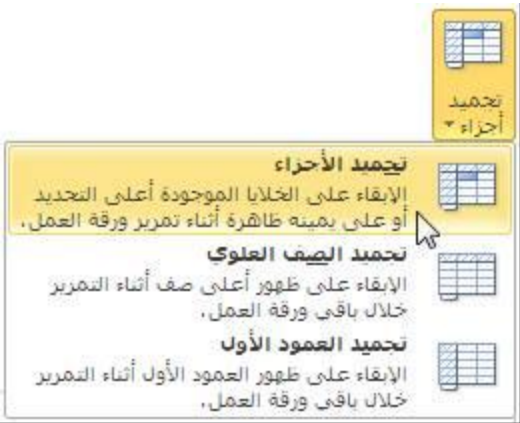 تجميد
أجزاء
تجميد الأجزاء
الإبقاء على الخلايا الموجودة أعلى التحديد
أو على يمينه ظاهرة أثناء تمرير ورقة العمل.
تجميد الصف العلوي
الإبقاء على ظهور أعلى صف أثناء التمرير
خلال باقي ورقة العمل.
تجميد العمود الأول
الإبقاء على ظهور العمود الأول أثناء التمرير
خلال باقي ورقة العمل.